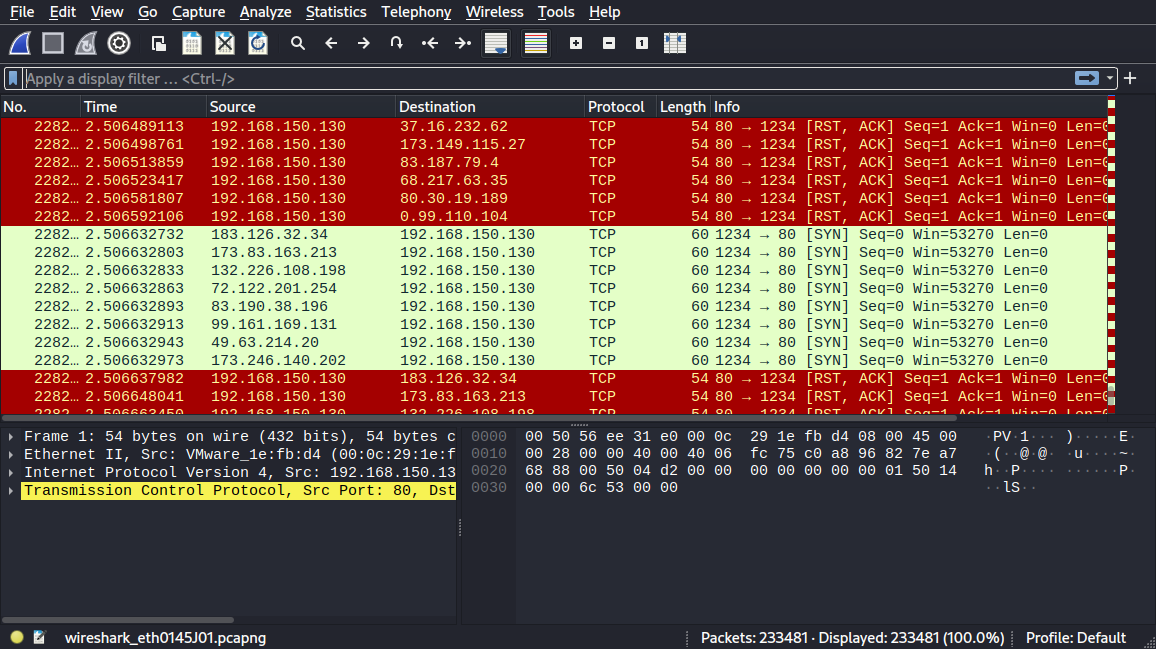 File Edit View Go Capture Analyze Statistics Telephony Wireless Tools Help
Apply a display filter … <Ctrl-/>
No. Time Source Destination Protocol Length Info
2282… 2.506489113 192.168.150.130 37.16.232.62 TCP 54 80 → 1234 [RST, ACK] Seq=1 Ack=1 Win=0 Len=0
2282… 2.506498761 192.168.150.130 173.149.115.27 TCP 54 80 → 1234 [RST, ACK] Seq=1 Ack=1 Win=0 Len=0
2282… 2.506513859 192.168.150.130 83.187.79.4 TCP 54 80 → 1234 [RST, ACK] Seq=1 Ack=1 Win=0 Len=0
2282… 2.506523417 192.168.150.130 68.217.63.35 TCP 54 80 → 1234 [RST, ACK] Seq=1 Ack=1 Win=0 Len=0
2282… 2.506581807 192.168.150.130 80.30.19.189 TCP 54 80 → 1234 [RST, ACK] Seq=1 Ack=1 Win=0 Len=0
2282… 2.506592106 192.168.150.130 0.99.110.104 TCP 54 80 → 1234 [RST, ACK] Seq=1 Ack=1 Win=0 Len=0
2282… 2.506632732 183.126.32.34 192.168.150.130 TCP 60 1234 → 80 [SYN] Seq=0 Win=53270 Len=0
2282… 2.506632803 173.83.163.213 192.168.150.130 TCP 60 1234 → 80 [SYN] Seq=0 Win=53270 Len=0
2282… 2.506632833 132.226.108.198 192.168.150.130 TCP 60 1234 → 80 [SYN] Seq=0 Win=53270 Len=0
2282… 2.506632863 72.122.201.254 192.168.150.130 TCP 60 1234 → 80 [SYN] Seq=0 Win=53270 Len=0
2282… 2.506632893 83.190.38.196 192.168.150.130 TCP 60 1234 → 80 [SYN] Seq=0 Win=53270 Len=0
2282… 2.506632913 99.161.169.131 192.168.150.130 TCP 60 1234 → 80 [SYN] Seq=0 Win=53270 Len=0
2282… 2.506632943 49.63.214.20 192.168.150.130 TCP 60 1234 → 80 [SYN] Seq=0 Win=53270 Len=0
2282… 2.506632973 173.246.140.202 192.168.150.130 TCP 60 1234 → 80 [SYN] Seq=0 Win=53270 Len=0
2282… 2.506637982 192.168.150.130 183.126.32.34 TCP 54 80 → 1234 [RST, ACK] Seq=1 Ack=1 Win=0 Len=0
2282… 2.506648041 192.168.150.130 173.83.163.213 TCP 54 80 → 1234 [RST, ACK] Seq=1 Ack=1 Win=0 Len=0
2282… 2.506663450 192.168.150.130 132.226.108.198 TCP 54 80 → 1234 [RST, ACK] Seq=1 Ack=1 Win=0 Len=0
Frame 1: 54 bytes on wire (432 bits), 54 bytes c
Ethernet II, Src: VMware_1e:fb:d4 (00:0c:29:1e:f
Internet Protocol Version 4, Src: 192.168.150.13
Transmission Control Protocol, Src Port: 80, Dst
0000 00 50 56 ee 31 e0 00 0c 29 1e fb d4 08 00 45 00 ·PV·1··· )·····E·
0010 00 28 00 00 40 00 40 06 fc 75 c0 a8 96 82 7e a7 ·(··@·@· ·u····~·
0020 68 88 00 50 04 d2 00 00 00 00 00 00 00 01 50 14 h··P···· ······P·
0030 00 00 6c 53 00 00 ··lS··
wireshark_eth0145J01.pcapng
Packets: 233481 · Displayed: 233481 (100.0%)
Profile: Default